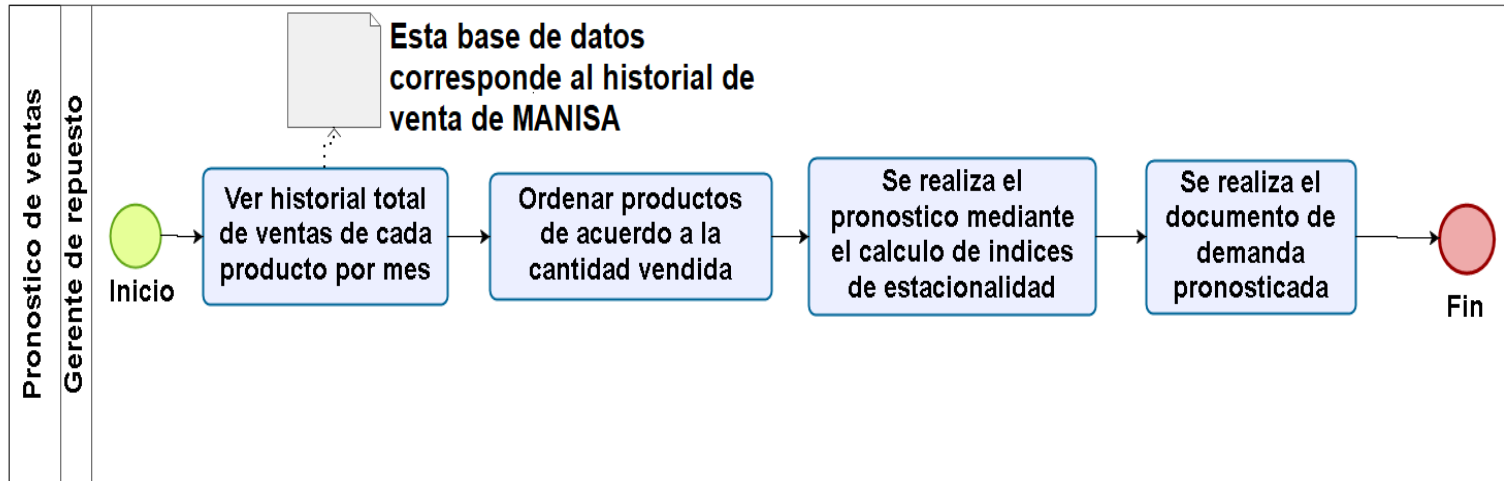 Pronostico de ventas
Gerente de repuesto
Esta base de datos
corresponde al historial de
venta de MANISA
Inicio
Ver historial total
de ventas de cada
producto por mes
Ordenar productos
de acuerdo a la
cantidad vendida
Se realiza el
pronostico mediante
el calculo de indices
de estacionalidad
Se realiza el
documento de
demanda
pronosticada
Fin